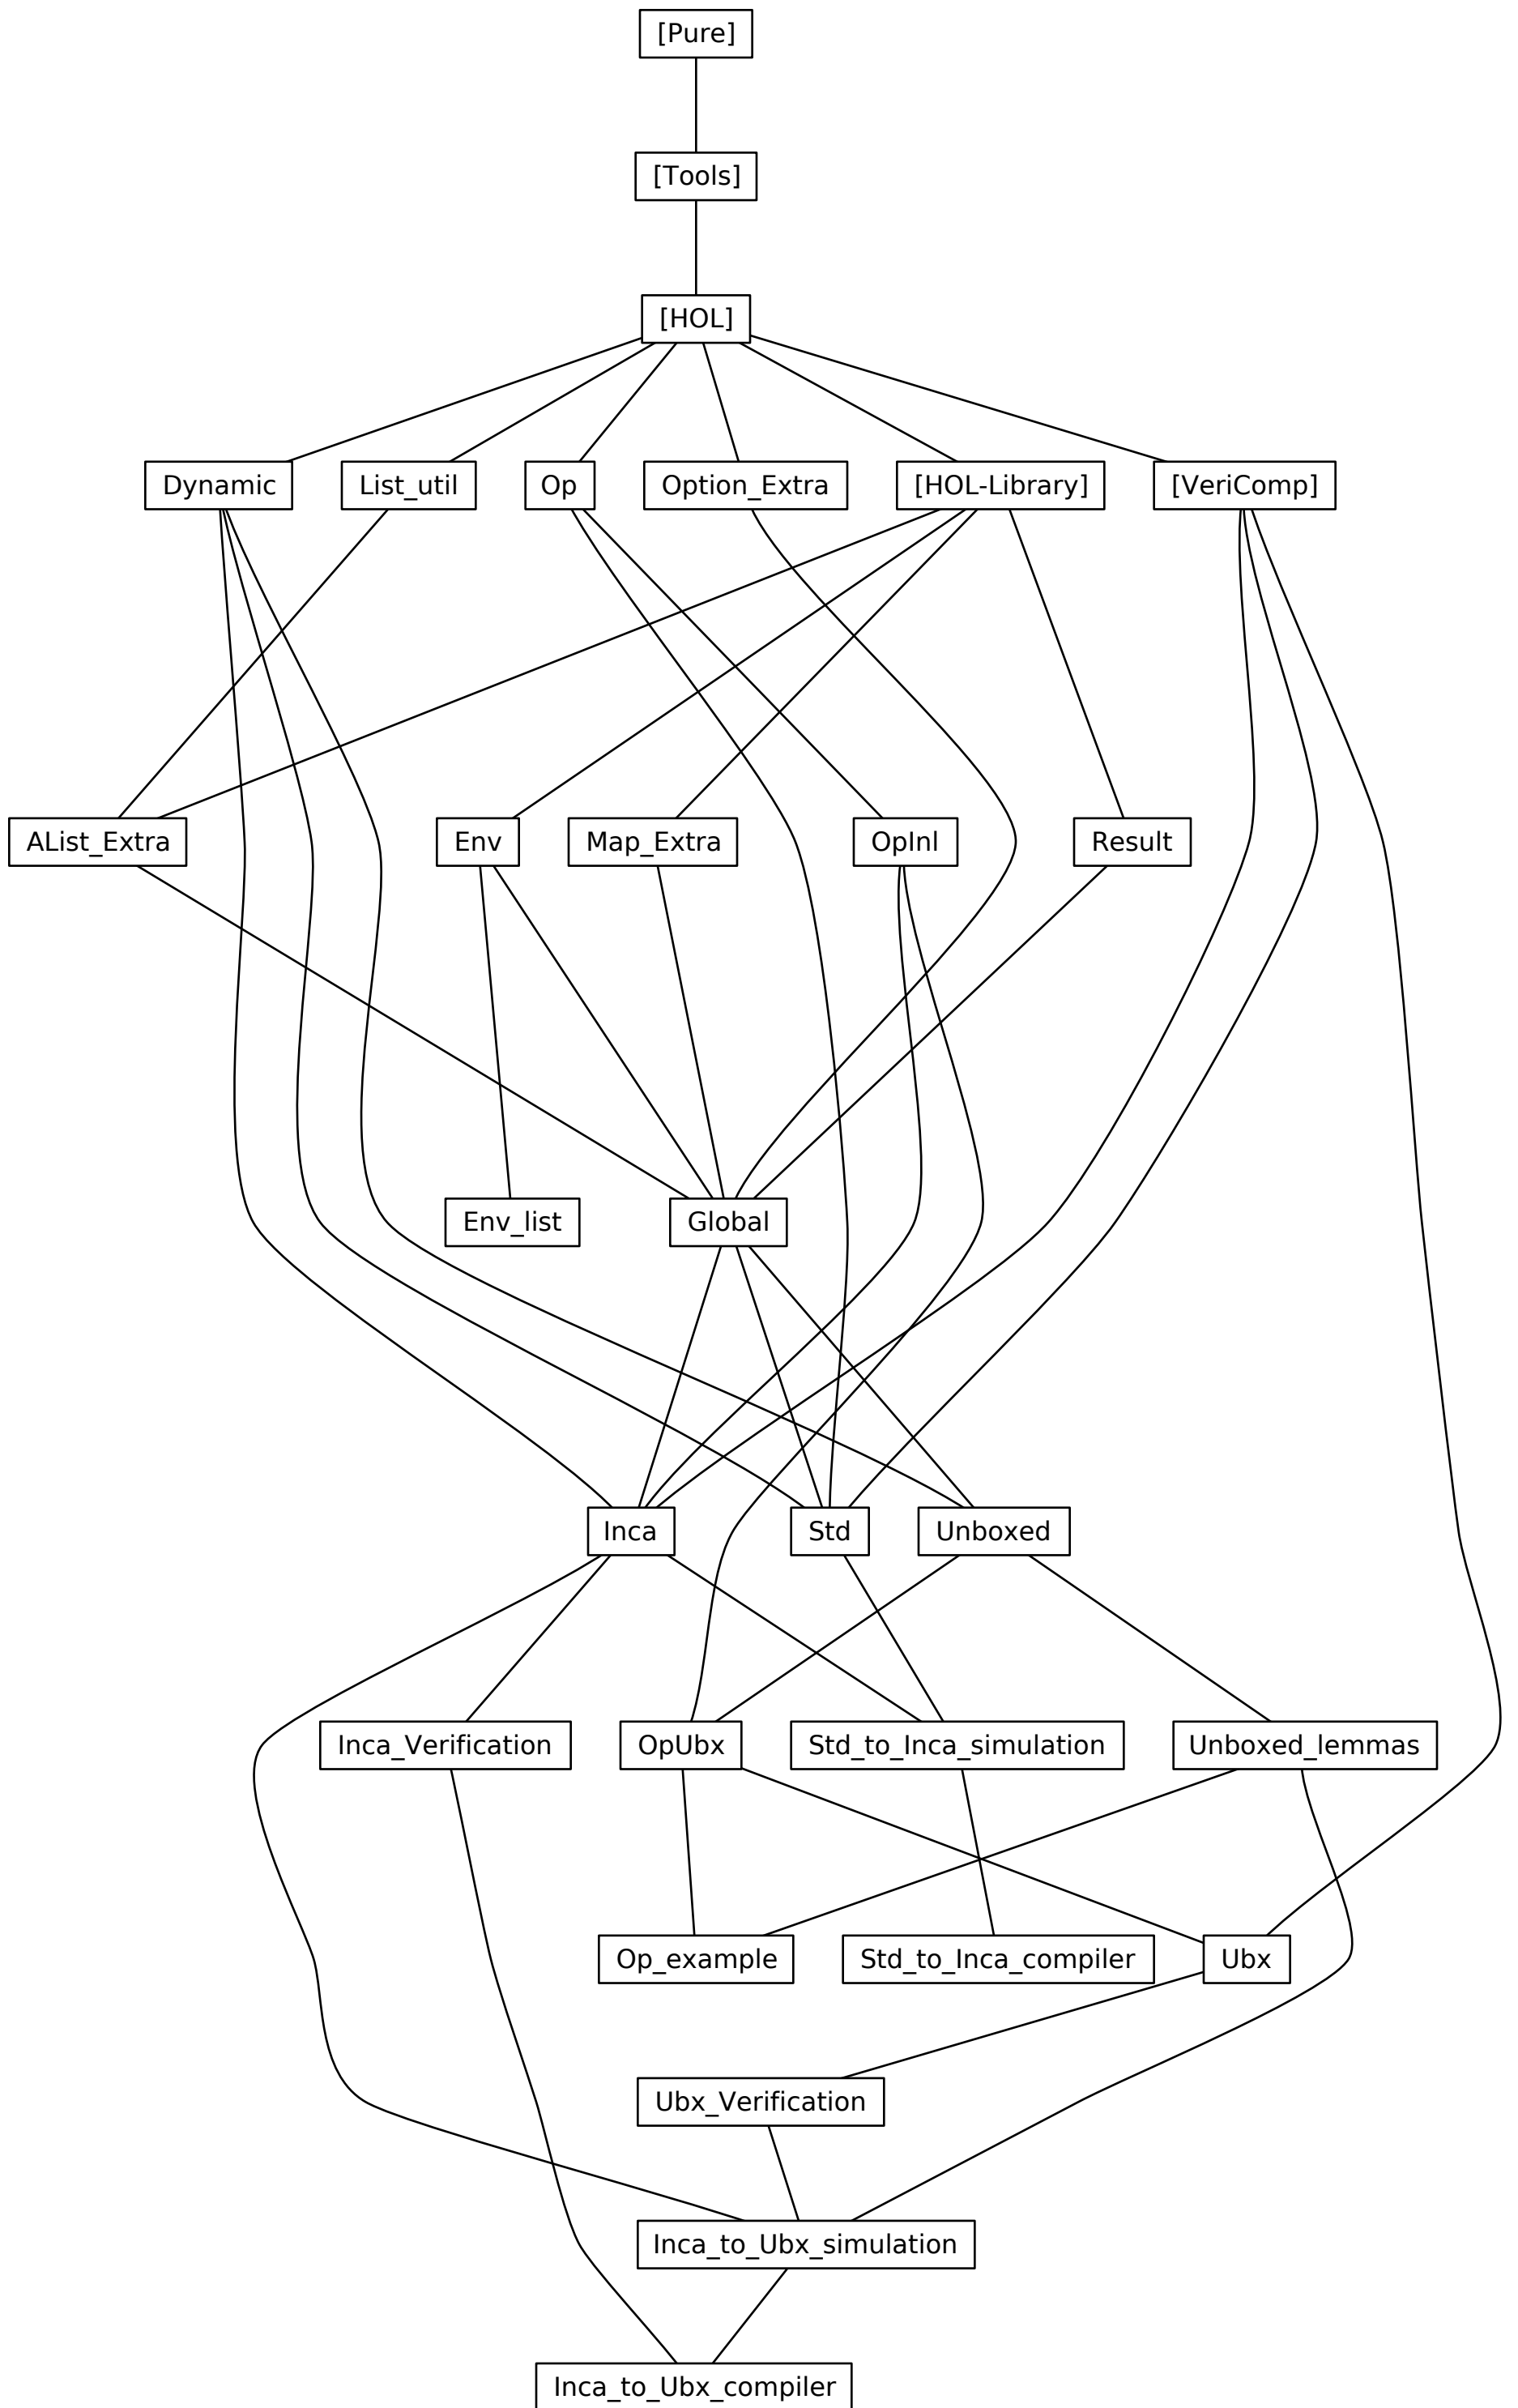 [Pure]
[Tools]
[HOL]
Dynamic
List_util
Op
Option_Extra
[HOL-Library]
[VeriComp]
AList_Extra
Env
Map_Extra
OpInl
Result
Env_list
Global
Inca
Std
Unboxed
Inca_Verification
OpUbx
Std_to_Inca_simulation
Unboxed_lemmas
Op_example
Std_to_Inca_compiler
Ubx
Ubx_Verification
Inca_to_Ubx_simulation
Inca_to_Ubx_compiler